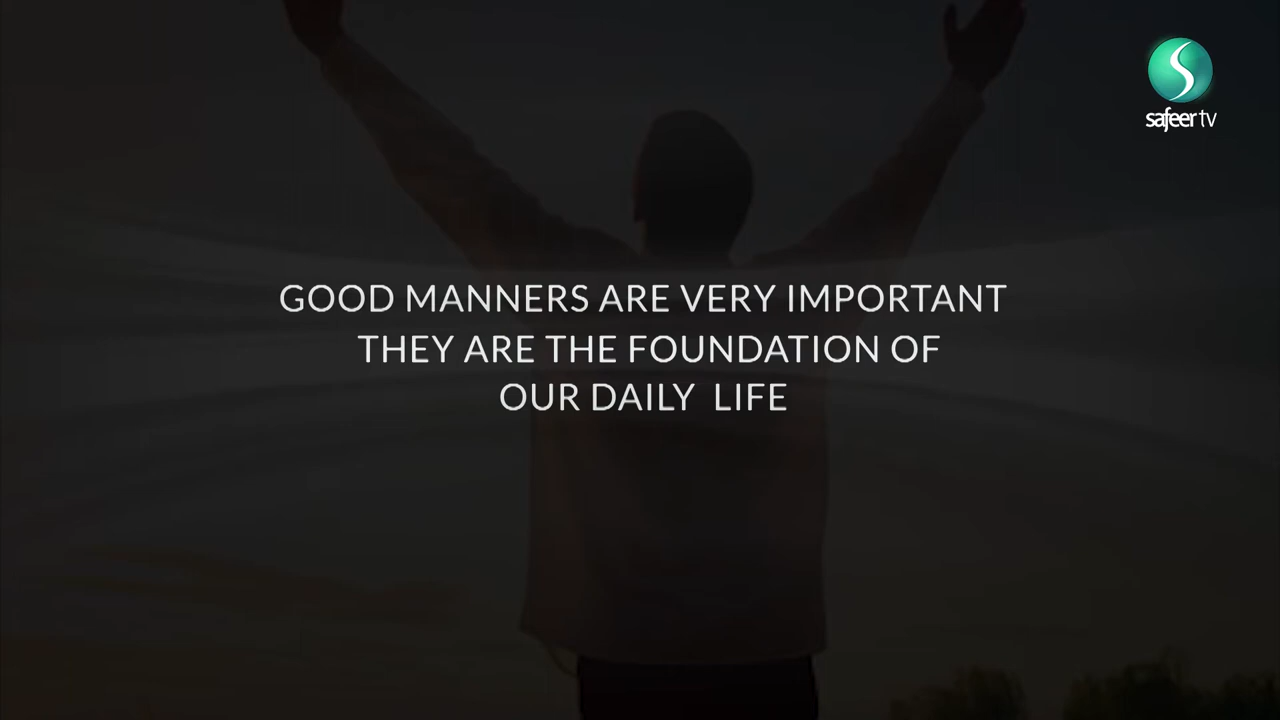 safeer tv
GOOD MANNERS ARE VERY IMPORTANT
THEY ARE THE FOUNDATION OF
OUR DAILY LIFE